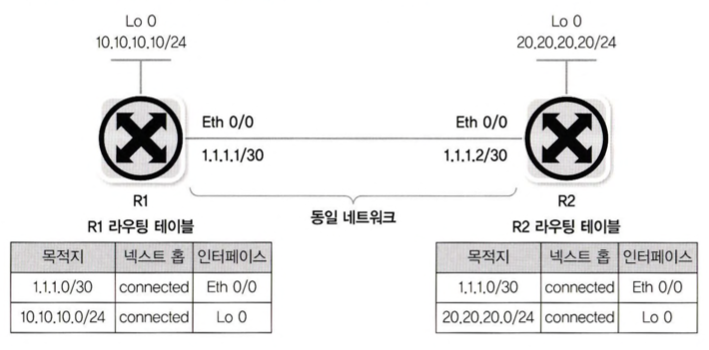 Lo 0
10.10.10.10/24
Lo 0
20.20.20.20/24
Eth 0/0
Eth 0/0
1.1.1.1/30
1.1.1.2/30
R1
R2
동일 네트워크
R1 라우팅 테이블
목적지 넥스트 홉 인터페이스
1.1.1.0/30 connected Eth 0/0
10.10.10.0/24 connected Lo 0
R2 라우팅 테이블
목적지 넥스트 홉 인터페이스
1.1.1.0/30 connected Eth 0/0
20.20.20.0/24 connected Lo 0